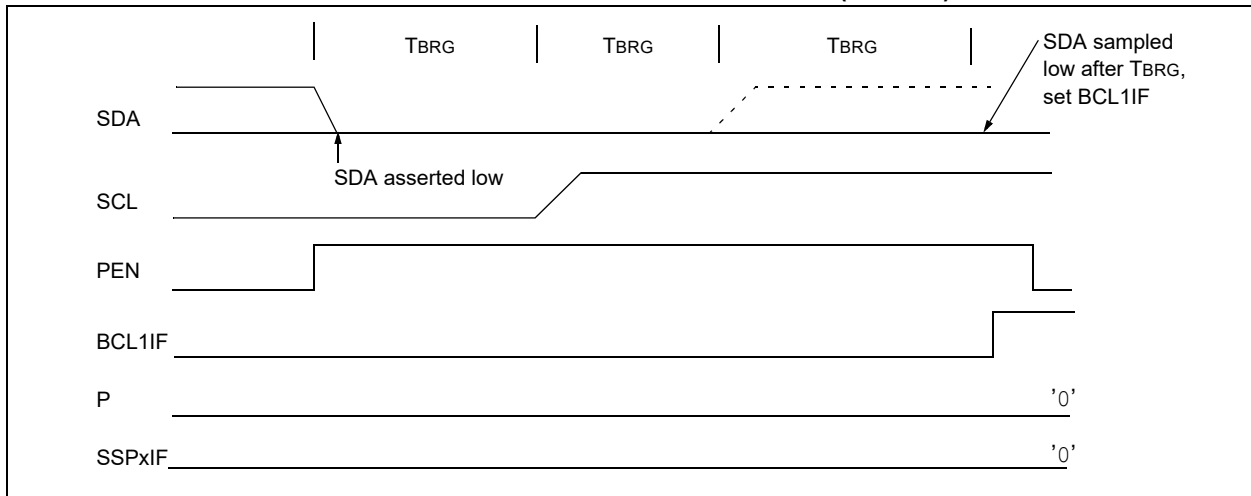 TBRG TBRG TBRG
SDA sampled
low after TBRG,
set BCL1IF
SDA
SDA asserted low
SCL
PEN
BCL1IF
P '0'
SSPxIF '0'